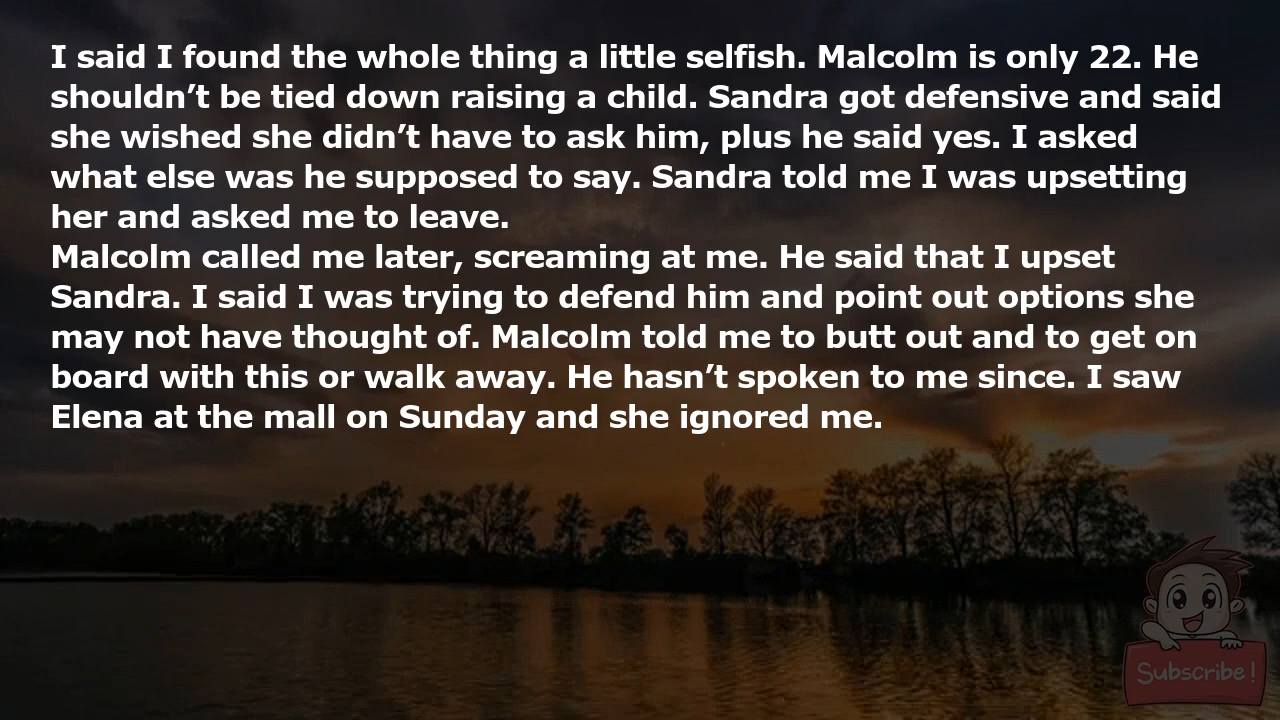 I said I found the whole thing a little selfish. Malcolm is only 22. He
shouldn’t be tied down raising a child. Sandra got defensive and said
she wished she didn’t have to ask him, plus he said yes. I asked
what else was he supposed to say. Sandra told me I was upsetting
her and asked me to leave.
Malcolm called me later, screaming at me. He said that I upset
Sandra. I said I was trying to defend him and point out options she
may not have thought of. Malcolm told me to butt out and to get on
board with this or walk away. He hasn’t spoken to me since. I saw
Elena at the mall on Sunday and she ignored me.
Subscribe!